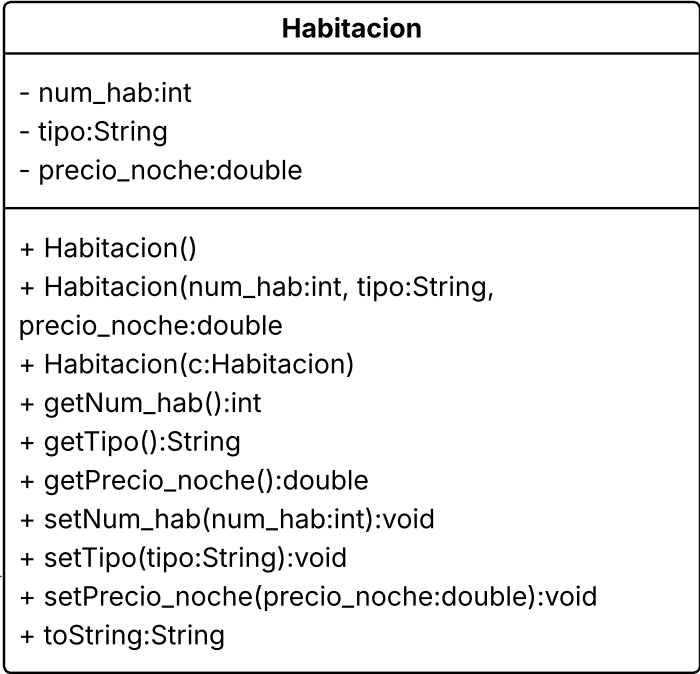 Habitacion
- num_hab:int
- tipo:String
- precio_noche:double
+ Habitacion()
+ Habitacion(num_hab:int, tipo:String,
precio_noche:double
+ Habitacion(c:Habitacion)
+ getNum_hab():int
+ getTipo():String
+ getPrecio_noche():double
+ setNum_hab(num_hab:int):void
+ setTipo(tipo:String):void
+ setPrecio_noche(precio_noche:double):void
+ toString:String